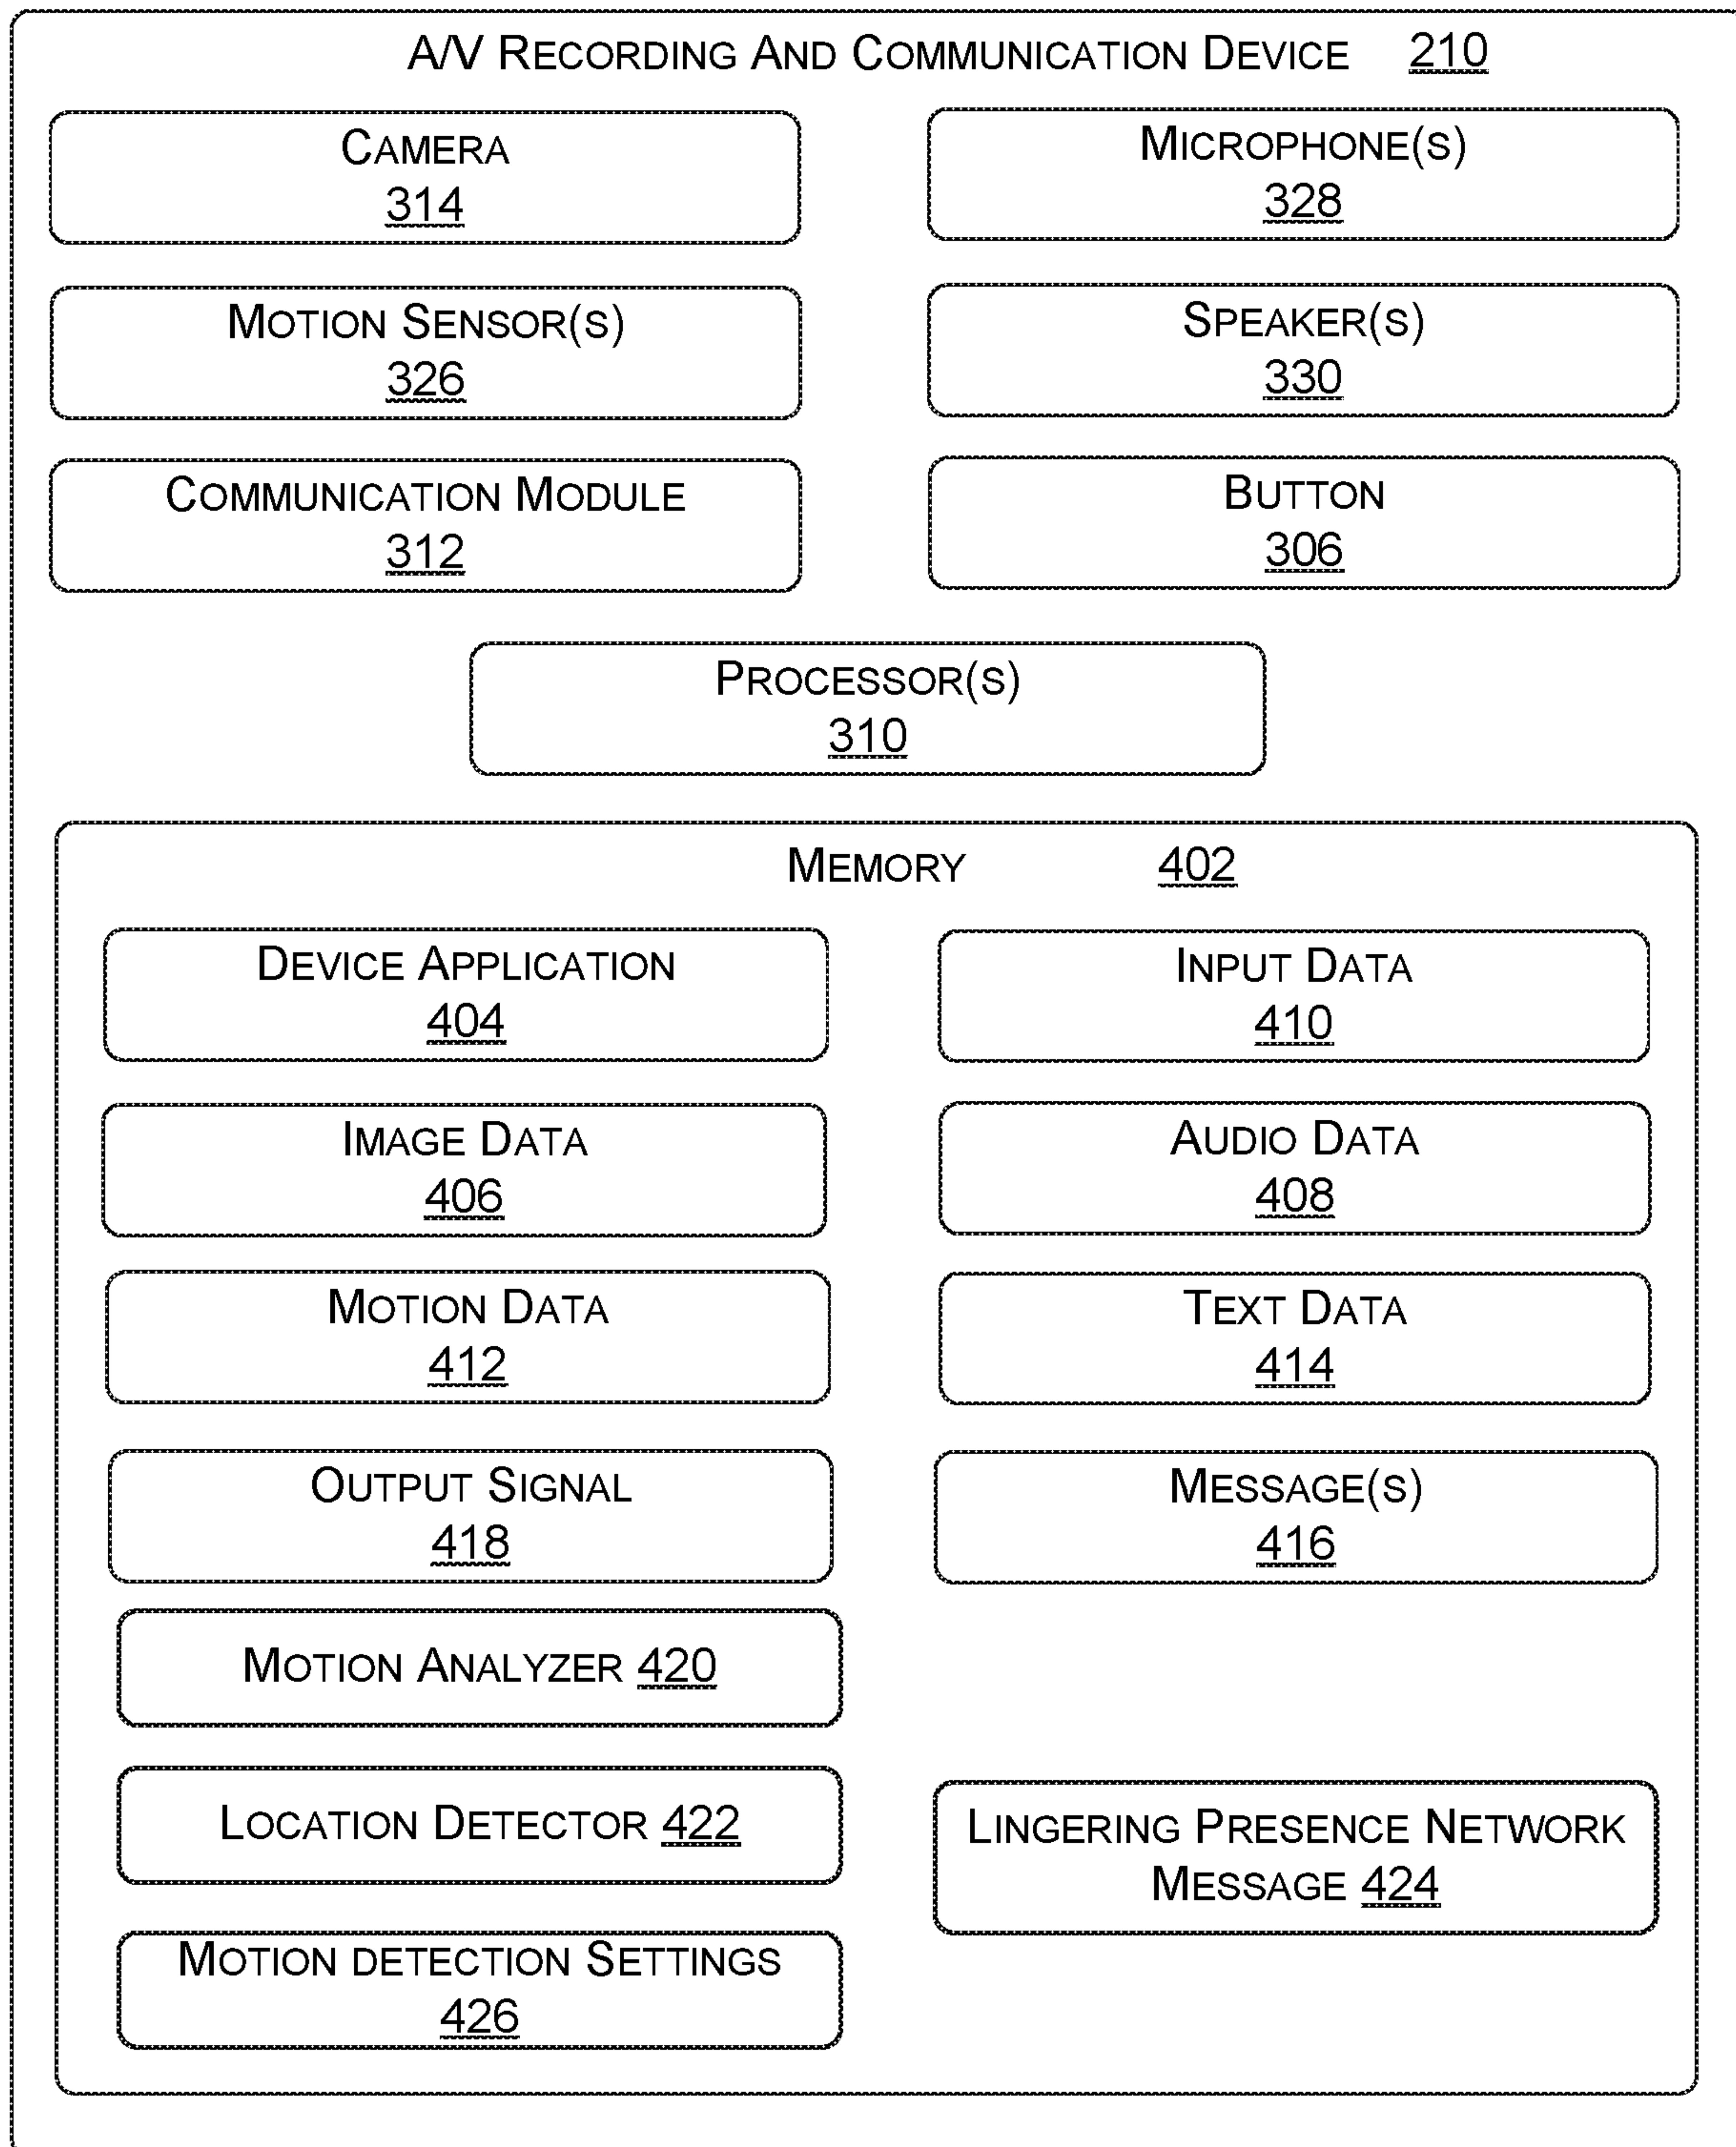 A/V RECORDING AND COMMUNICATION DEVICE 210
CAMERA
314
MICROPHONE(S)
328
MOTION SENSOR(S)
326
SPEAKER(S)
330
COMMUNICATION MODULE
312
BUTTON
306
PROCESSOR(S)
310
MEMORY 402
DEVICE APPLICATION
404
INPUT DATA
410
IMAGE DATA
406
AUDIO DATA
408
MOTION DATA
412
TEXT DATA
414
OUTPUT SIGNAL
418
MESSAGE(S)
416
MOTION ANALYZER 420
LOCATION DETECTOR 422
LINGERING PRESENCE NETWORK
MESSAGE 424
MOTION DETECTION SETTINGS
426